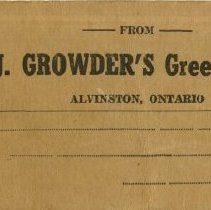 FROM
J. GROWDER'S Gree
ALVINSTON, ONTARIO